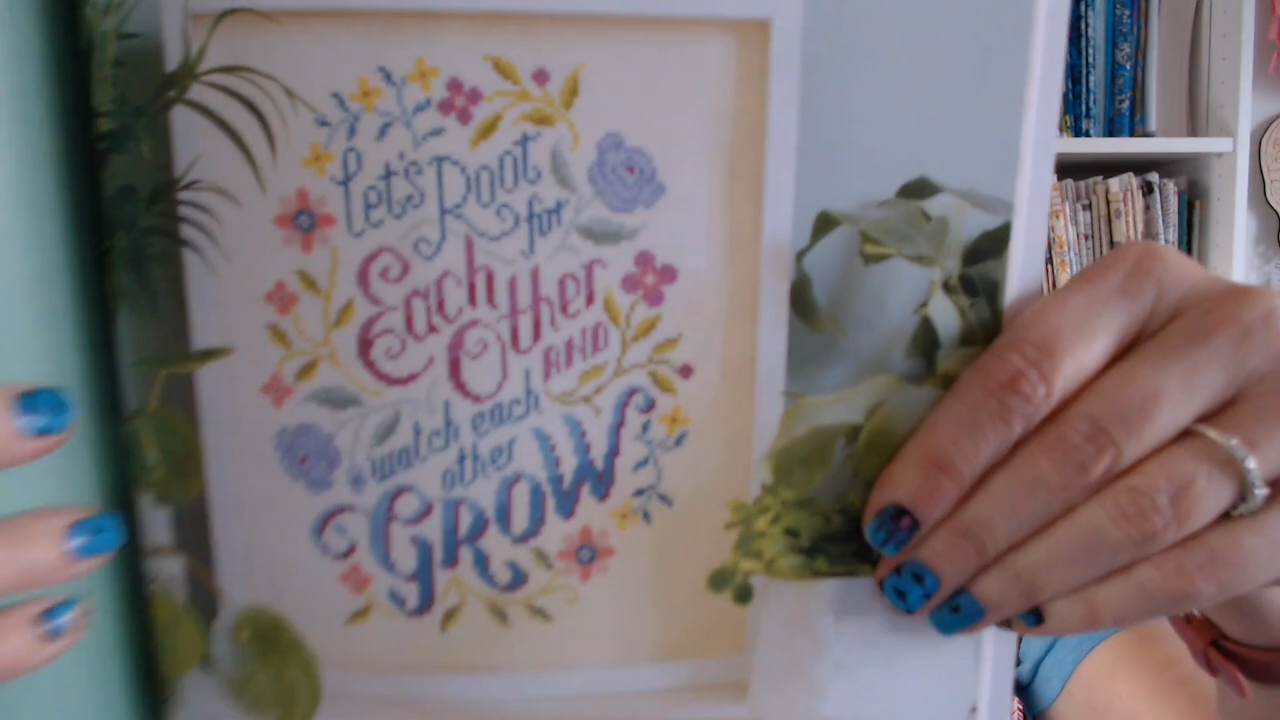 Let's Root
for
Each
Other
AND
watch each
other
GROW